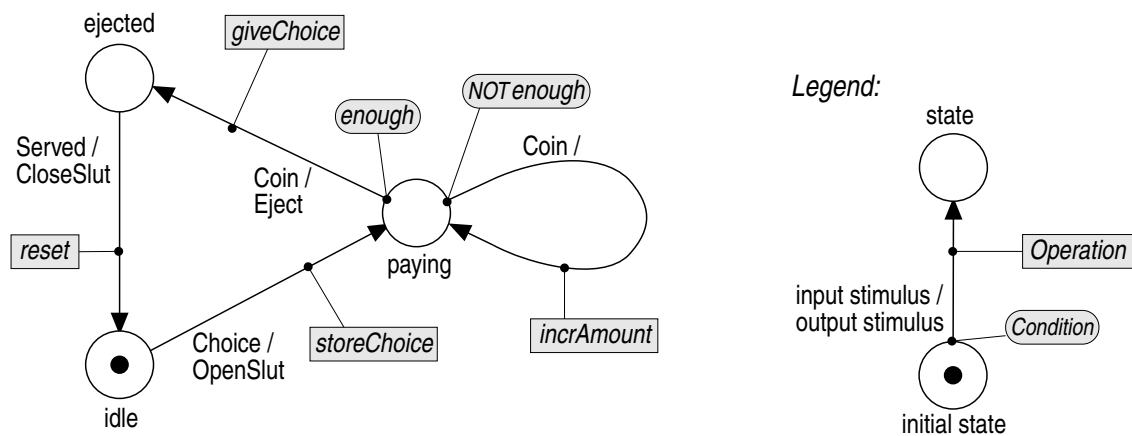 ejected
giveChoice
enough
NOT enough
Served /
CloseSlut
Coin /
Eject
Coin /
reset
paying
Choice /
OpenSlut
storeChoice
incrAmount
idle
Legend:
state
Operation
input stimulus /
output stimulus
Condition
initial state